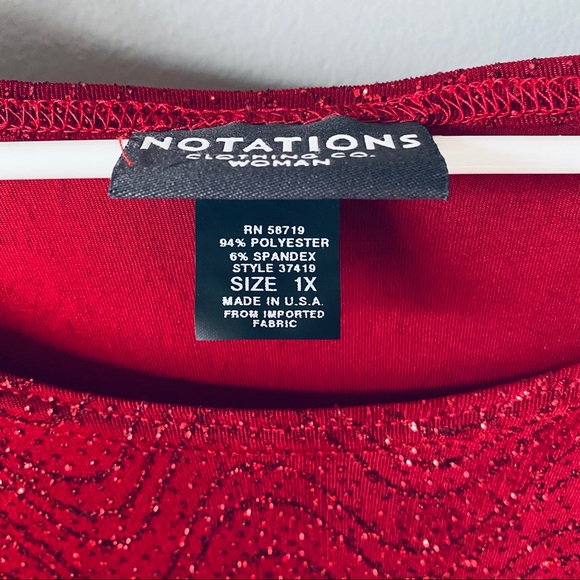 NOTATIONS
CLOTHING CO.
WOMAN
RN 58719
94% POLYESTER
6% SPANDEX
STYLE 37419
SIZE 1X
MADE IN U.S.A.
FROM IMPORTED
FABRIC